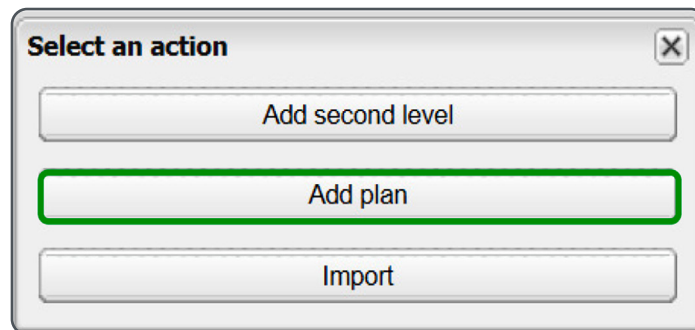 Select an action
Add second level
Add plan
Import